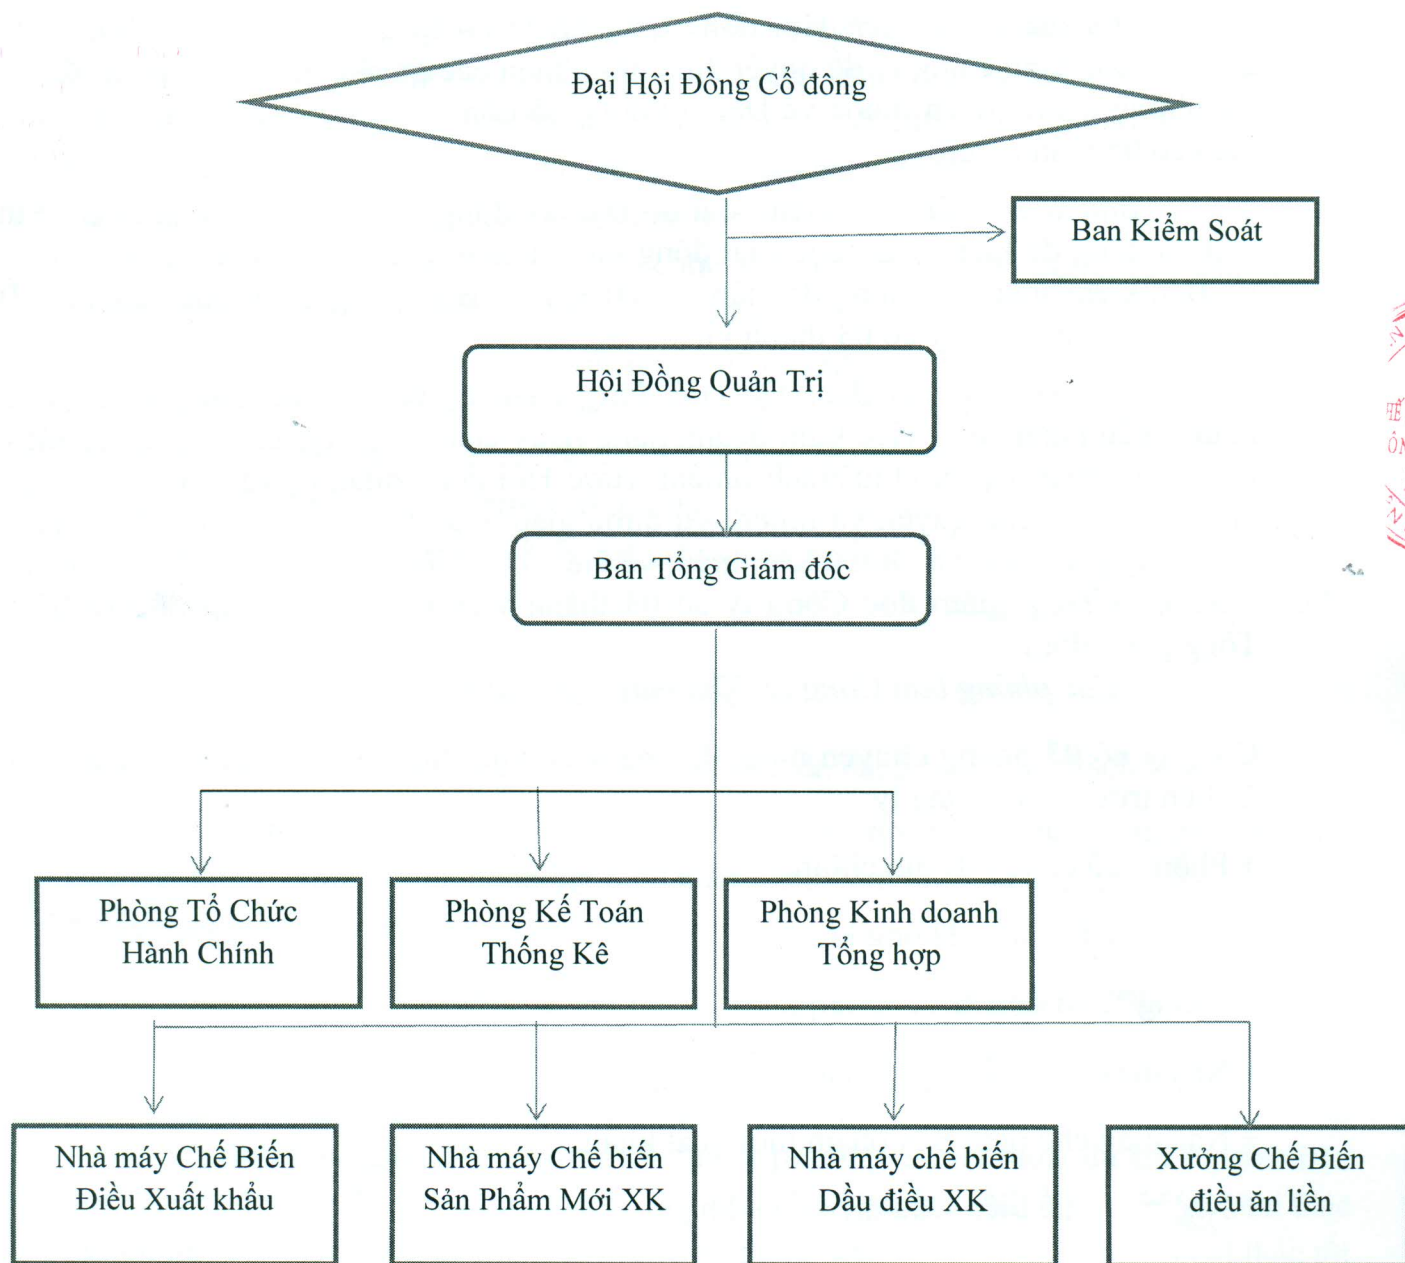 Đại Hội Đồng Cổ đông
Ban Kiểm Soát
Hội Đồng Quản Trị
Ban Tổng Giám đốc
Phòng Tổ Chức
Hành Chính
Phòng Kế Toán
Thống Kê
Phòng Kinh doanh
Tổng hợp
Nhà máy Chế Biến
Điều Xuất khẩu
Nhà máy Chế biến
Sản Phẩm Mới XK
Nhà máy chế biến
Dầu điều XK
Xưởng Chế Biến
điều ăn liền